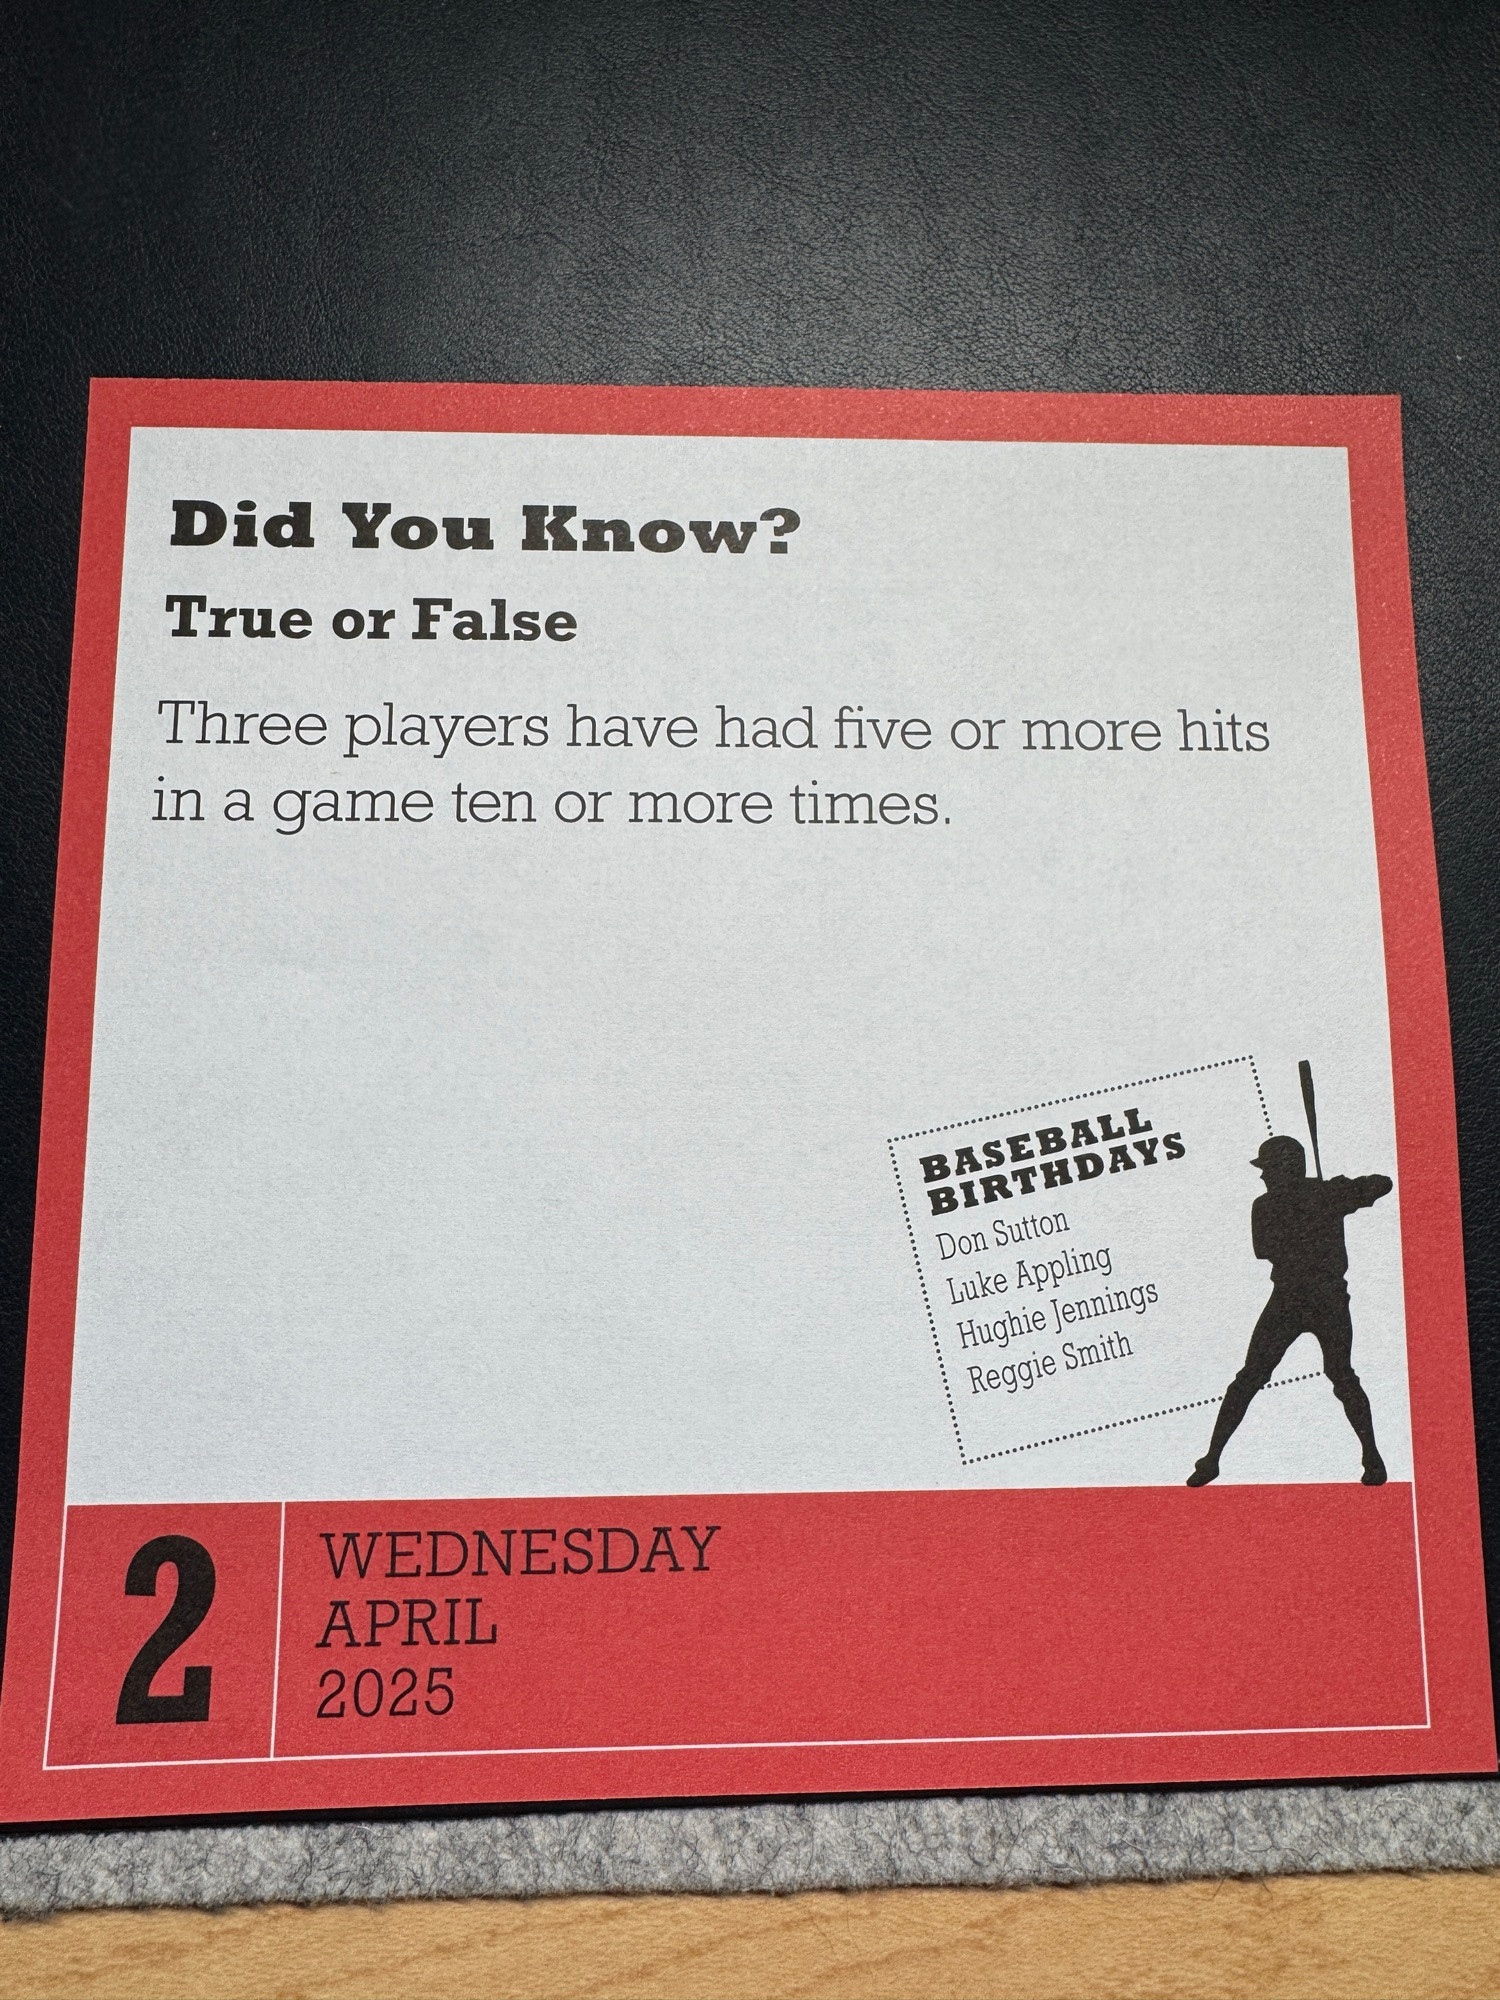 Did You Know?
True or False
Three players have had five or more hits
in a game ten or more times.
BASEBALL
BIRTHDAYS
Don Sutton
Luke Appling
Hughie Jennings
Reggie Smith
2
WEDNESDAY
APRIL
2025